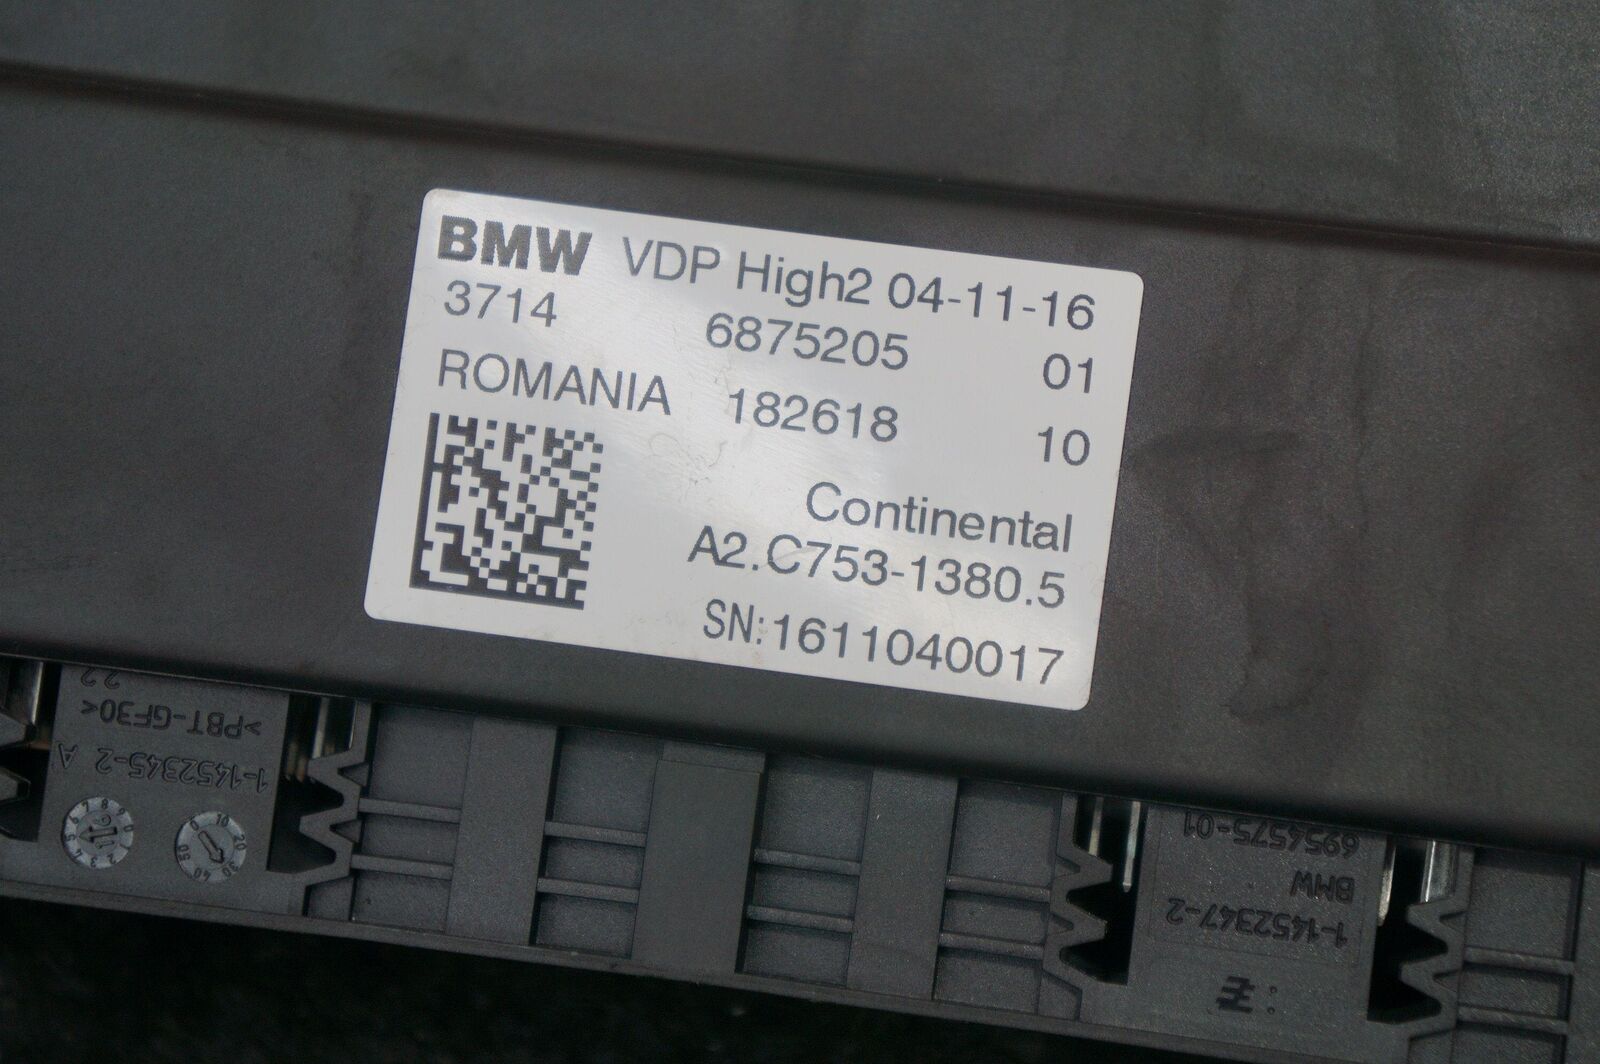 BMW VDP High2 04-11-16
3714 6875205 01
ROMANIA 182618 10
Continental
A2.C753-1380.5
SN:1611040017
22
>PBT-GF30<
1-1452345-2 A
6954575-01
BMW
1-1452347-2